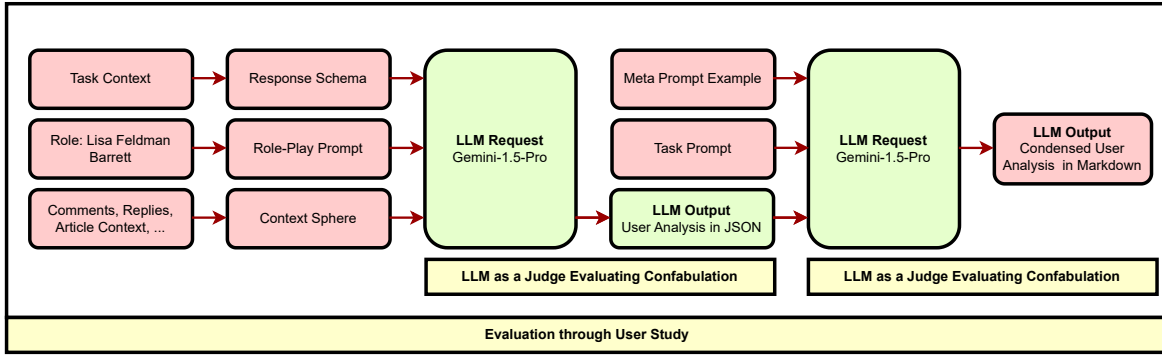 Task Context
Response Schema
Meta Prompt Example
Role: Lisa Feldman
Barrett
Role-Play Prompt
LLM Request
Gemini-1.5-Pro
Task Prompt
LLM Request
Gemini-1.5-Pro
LLM Output
Condensed User
Analysis in Markdown
Comments, Replies,
Article Context, ...
Context Sphere
LLM Output
User Analysis in JSON
LLM as a Judge Evaluating Confabulation
LLM as a Judge Evaluating Confabulation
Evaluation through User Study